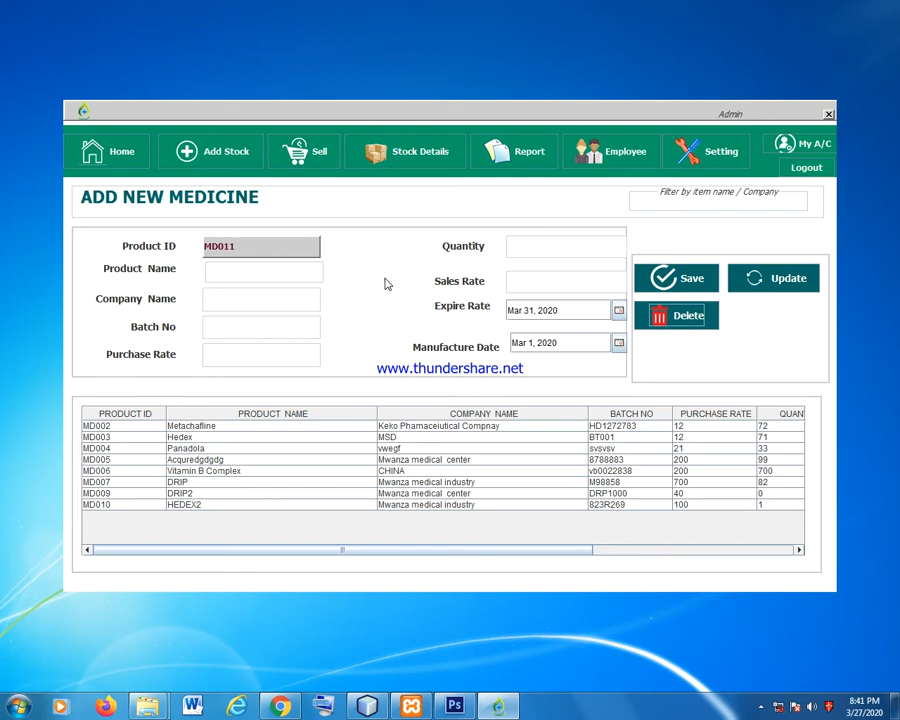 Admin
Home
Add Stock
Sell
Stock Details
Report
Employee
Setting
My A/C
Logout
ADD NEW MEDICINE
Filter by item name / Company
Product ID
MD011
Product Name
Company Name
Batch No
Purchase Rate
Quantity
Sales Rate
Expire Rate
Mar 31, 2020
Manufacture Date
Mar 1, 2020
www.thundershare.net
Save
Update
Delete
PRODUCT ID PRODUCT NAME COMPANY NAME BATCH NO PURCHASE RATE QUAN
MD002 Metachafline Keko Phamaceiutical Compnay HD1272783 12 72
MD003 Hedex MSD BT001 12 71
MD004 Panadola vwegf svsvsv 21 33
MD005 Acquredgdgdg Mwanza medical center 8788883 200 99
MD006 Vitamin B Complex CHINA vb0022838 200 700
MD007 DRIP Mwanza medical industry M98858 700 82
MD009 DRIP2 Mwanza medical center DRP1000 40 0
MD010 HEDEX2 Mwanza medical industry 823R269 100 1
8:41 PM
3/27/2020